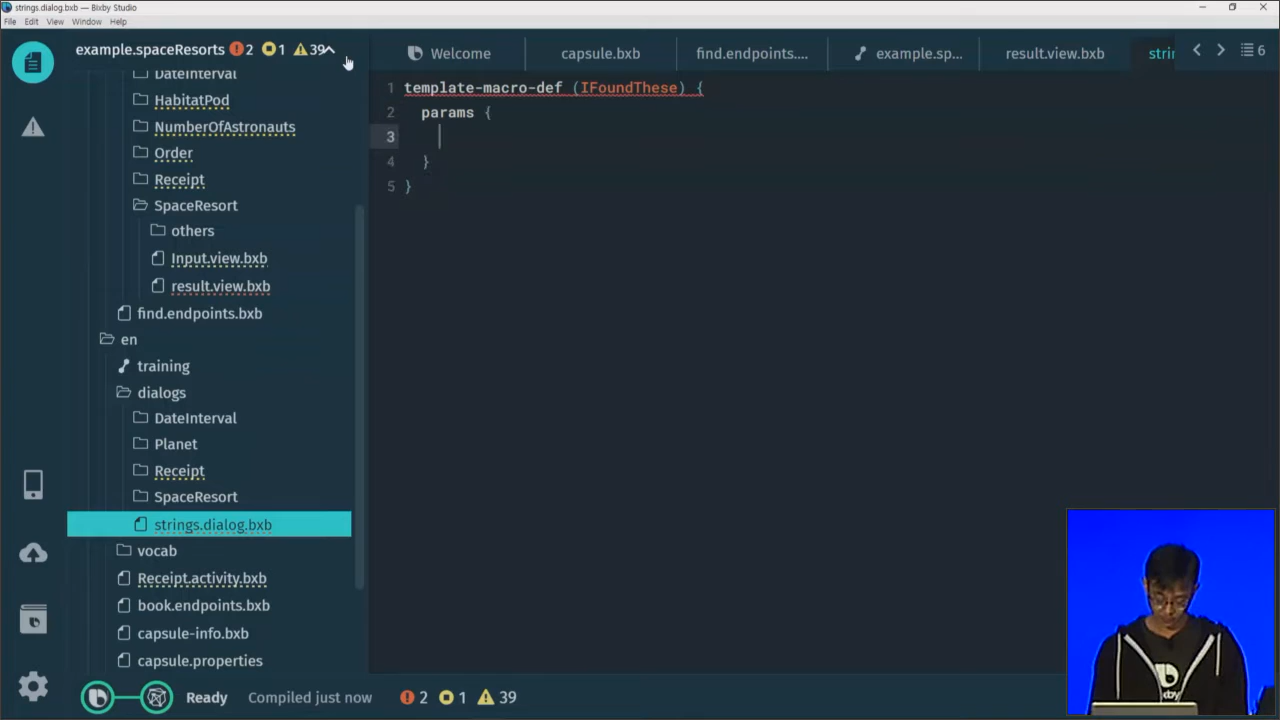 strings.dialog.bxb — Bixby Studio
File Edit View Window Help
example.spaceResorts 2 1 39
Welcome capsule.bxb find.endpoints.... example.sp... result.view.bxb strin 6
DateInterval
HabitatPod
NumberOfAstronauts
Order
Receipt
SpaceResort
others
Input.view.bxb
result.view.bxb
find.endpoints.bxb
en
training
dialogs
DateInterval
Planet
Receipt
SpaceResort
strings.dialog.bxb
vocab
Receipt.activity.bxb
book.endpoints.bxb
capsule-info.bxb
capsule.properties
1 template-macro-def (IFoundThese) {
2 params {
3
4 }
5 }
Ready Compiled just now 2 1 39
xby